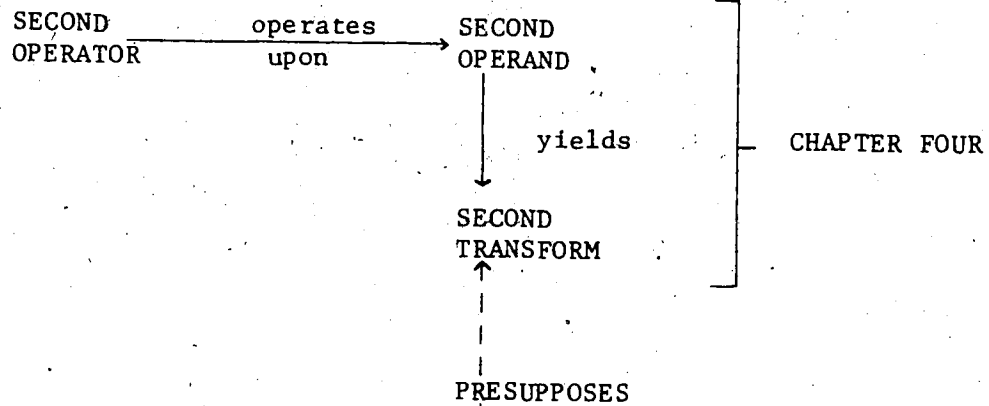 SECOND operates SECOND
OPERATOR upon OPERAND
yields CHAPTER FOUR
SECOND
TRANSFORM
PRESUPPOSES